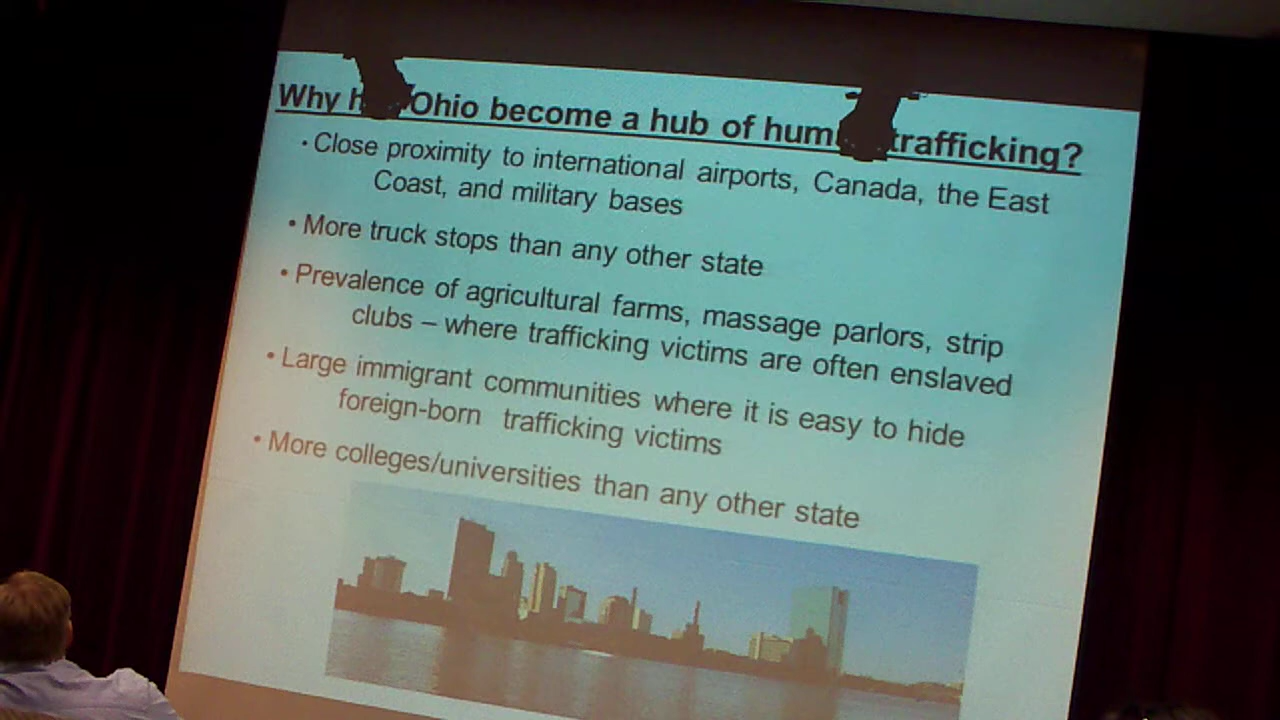 Why h Ohio become a hub of hum trafficking?
• Close proximity to international airports, Canada, the East
Coast, and military bases
• More truck stops than any other state
• Prevalence of agricultural farms, massage parlors, strip
clubs – where trafficking victims are often enslaved
• Large immigrant communities where it is easy to hide
foreign-born trafficking victims
• More colleges/universities than any other state